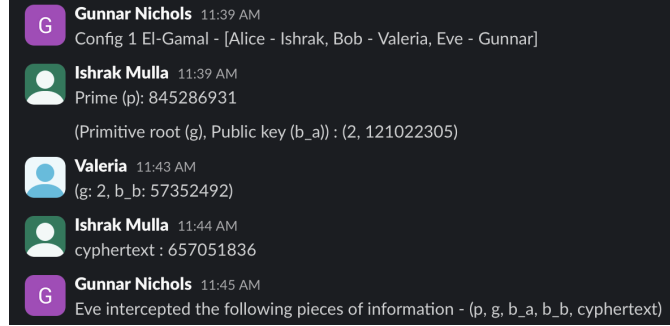 Gunnar Nichols 11:39 AM
G
Config 1 El-Gamal - [Alice - Ishrak, Bob - Valeria, Eve - Gunnar]
Ishrak Mulla 11:39 AM
Prime (p): 845286931
(Primitive root (g), Public key (b_a)) : (2, 121022305)
Valeria 11:43 AM
(g: 2, b_b: 57352492)
Ishrak Mulla 11:44 AM
cyphertext : 657051836
Gunnar Nichols 11:45 AM
G
Eve intercepted the following pieces of information - (p, g, b_a, b_b, cyphertext)